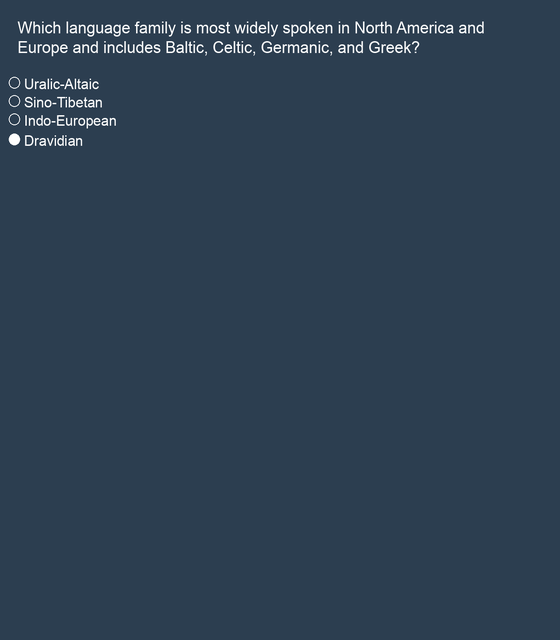 Which language family is most widely spoken in North America and
Europe and includes Baltic, Celtic, Germanic, and Greek?
Uralic-Altaic
Sino-Tibetan
Indo-European
Dravidian